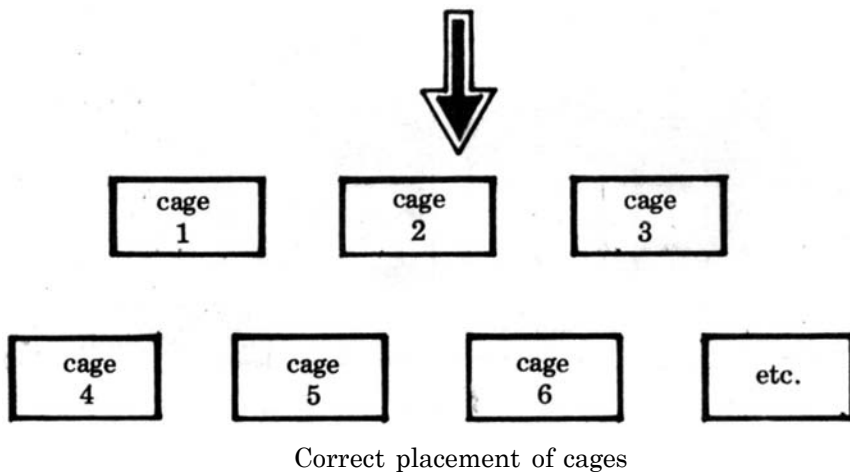 cage
1
cage
2
cage
3
cage
4
cage
5
cage
6
etc.
Correct placement of cages